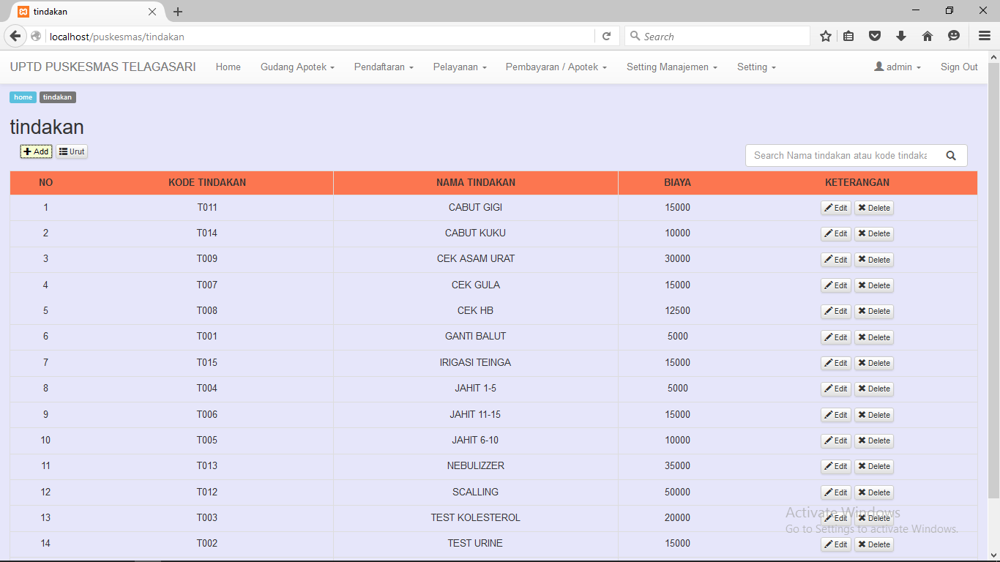 tindakan
localhost/puskesmas/tindakan
Search
UPTD PUSKESMAS TELAGASARI Home Gudang Apotek Pendaftaran Pelayanan Pembayaran / Apotek Setting Manajemen Setting admin Sign Out
home tindakan
tindakan
Add Urut
Search Nama tindakan atau kode tindaka
NO KODE TINDAKAN NAMA TINDAKAN BIAYA KETERANGAN
1 T011 CABUT GIGI 15000 Edit Delete
2 T014 CABUT KUKU 10000 Edit Delete
3 T009 CEK ASAM URAT 30000 Edit Delete
4 T007 CEK GULA 15000 Edit Delete
5 T008 CEK HB 12500 Edit Delete
6 T001 GANTI BALUT 5000 Edit Delete
7 T015 IRIGASI TEINGA 15000 Edit Delete
8 T004 JAHIT 1-5 5000 Edit Delete
9 T006 JAHIT 11-15 15000 Edit Delete
10 T005 JAHIT 6-10 10000 Edit Delete
11 T013 NEBULIZZER 35000 Edit Delete
12 T012 SCALLING 50000 Edit Delete
13 T003 TEST KOLESTEROL 20000 Edit Delete
14 T002 TEST URINE 15000 Edit Delete
Activate Windows
Go to Settings to activate Windows.